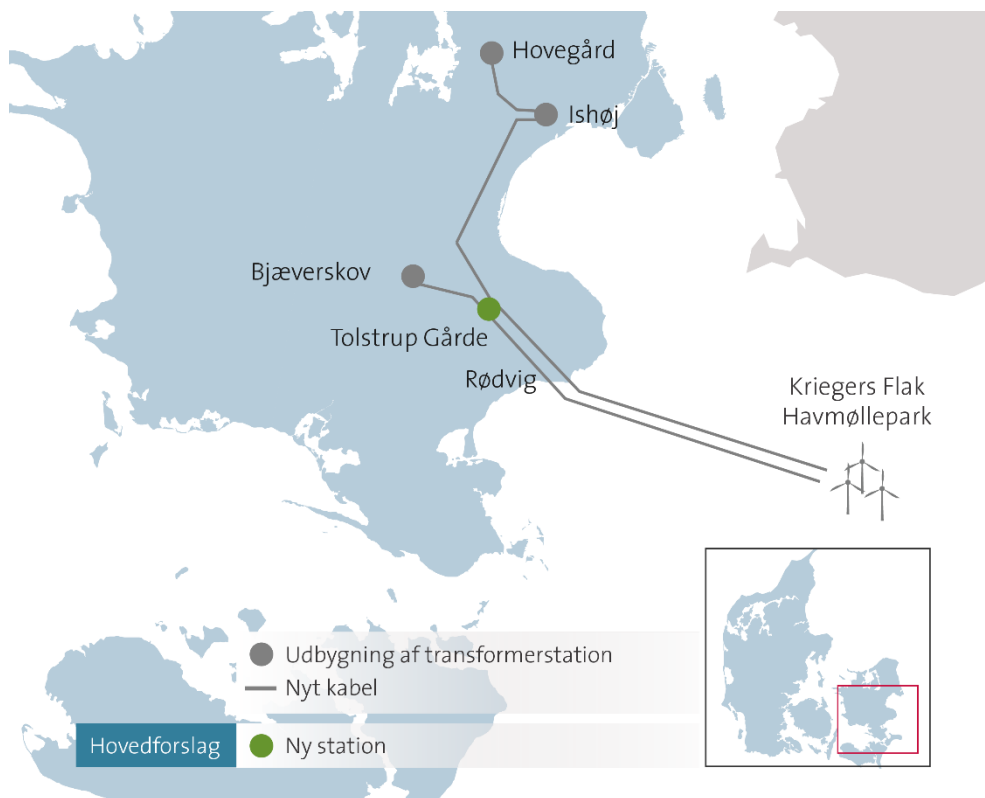 Hovegård
Ishøj
Bjæverskov
Tolstrup Gårde
Rødvig
Kriegers Flak
Havmøllepark
Udbygning af transformerstation
Nyt kabel
Hovedforslag
Ny station